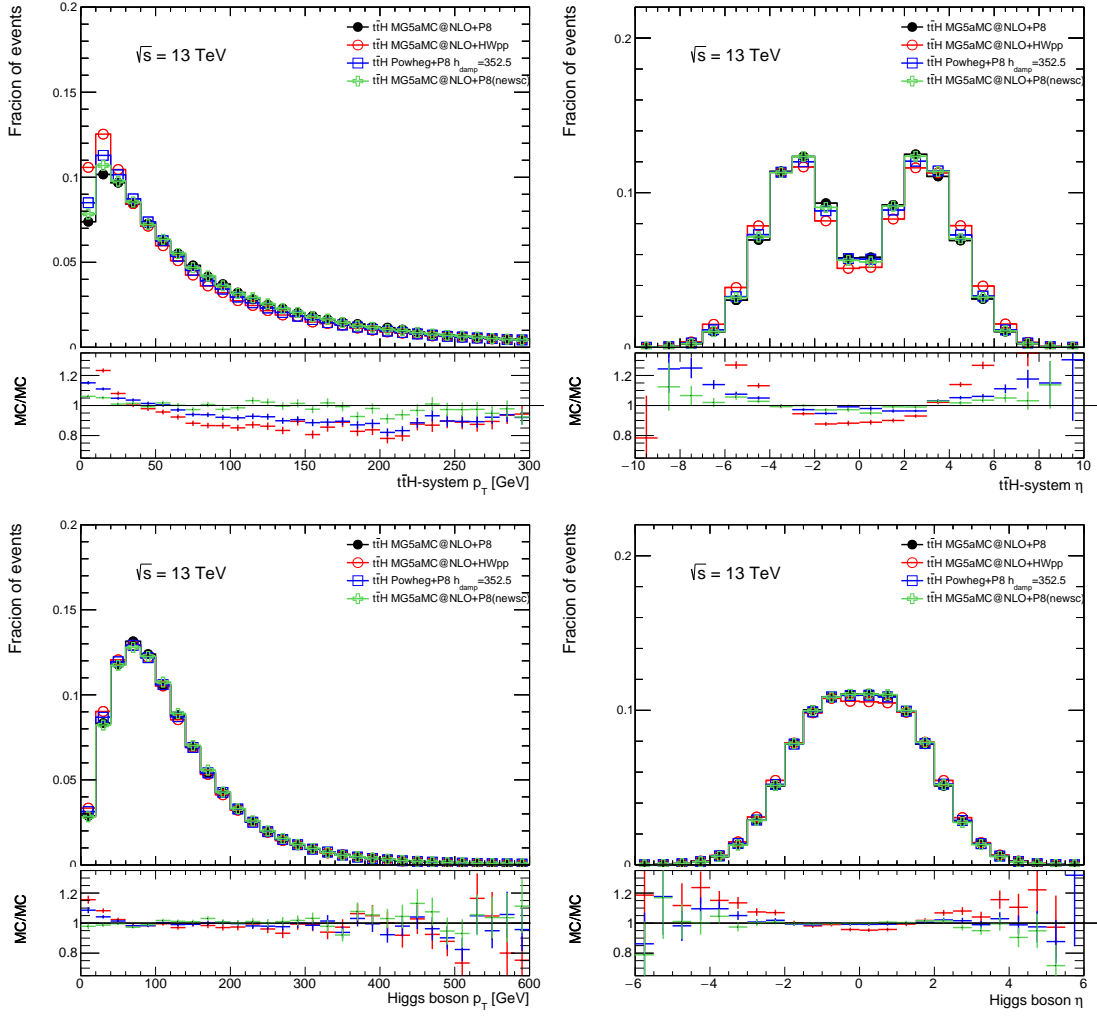 Fracion of events
0.2
0.15
0.1
0.05
0
√s = 13 TeV
tt̄H MG5aMC@NLO+P8
tt̄H MG5aMC@NLO+HWpp
tt̄H Powheg+P8 h_damp=352.5
tt̄H MG5aMC@NLO+P8(newsc)
MC/MC
1.2
1
0.8
0 50 100 150 200 250 300
tt̄H-system p_T [GeV]
Fracion of events
0.2
0.1
0
√s = 13 TeV
tt̄H MG5aMC@NLO+P8
tt̄H MG5aMC@NLO+HWpp
tt̄H Powheg+P8 h_damp=352.5
tt̄H MG5aMC@NLO+P8(newsc)
MC/MC
1.2
1
0.8
−10 −8 −6 −4 −2 0 2 4 6 8 10
tt̄H-system η
Fracion of events
0.2
0.15
0.1
0.05
0
√s = 13 TeV
tt̄H MG5aMC@NLO+P8
tt̄H MG5aMC@NLO+HWpp
tt̄H Powheg+P8 h_damp=352.5
tt̄H MG5aMC@NLO+P8(newsc)
MC/MC
1.2
1
0.8
0 100 200 300 400 500 600
Higgs boson p_T [GeV]
Fracion of events
0.2
0.1
0
√s = 13 TeV
tt̄H MG5aMC@NLO+P8
tt̄H MG5aMC@NLO+HWpp
tt̄H Powheg+P8 h_damp=352.5
tt̄H MG5aMC@NLO+P8(newsc)
MC/MC
1.2
1
0.8
−6 −4 −2 0 2 4 6
Higgs boson η